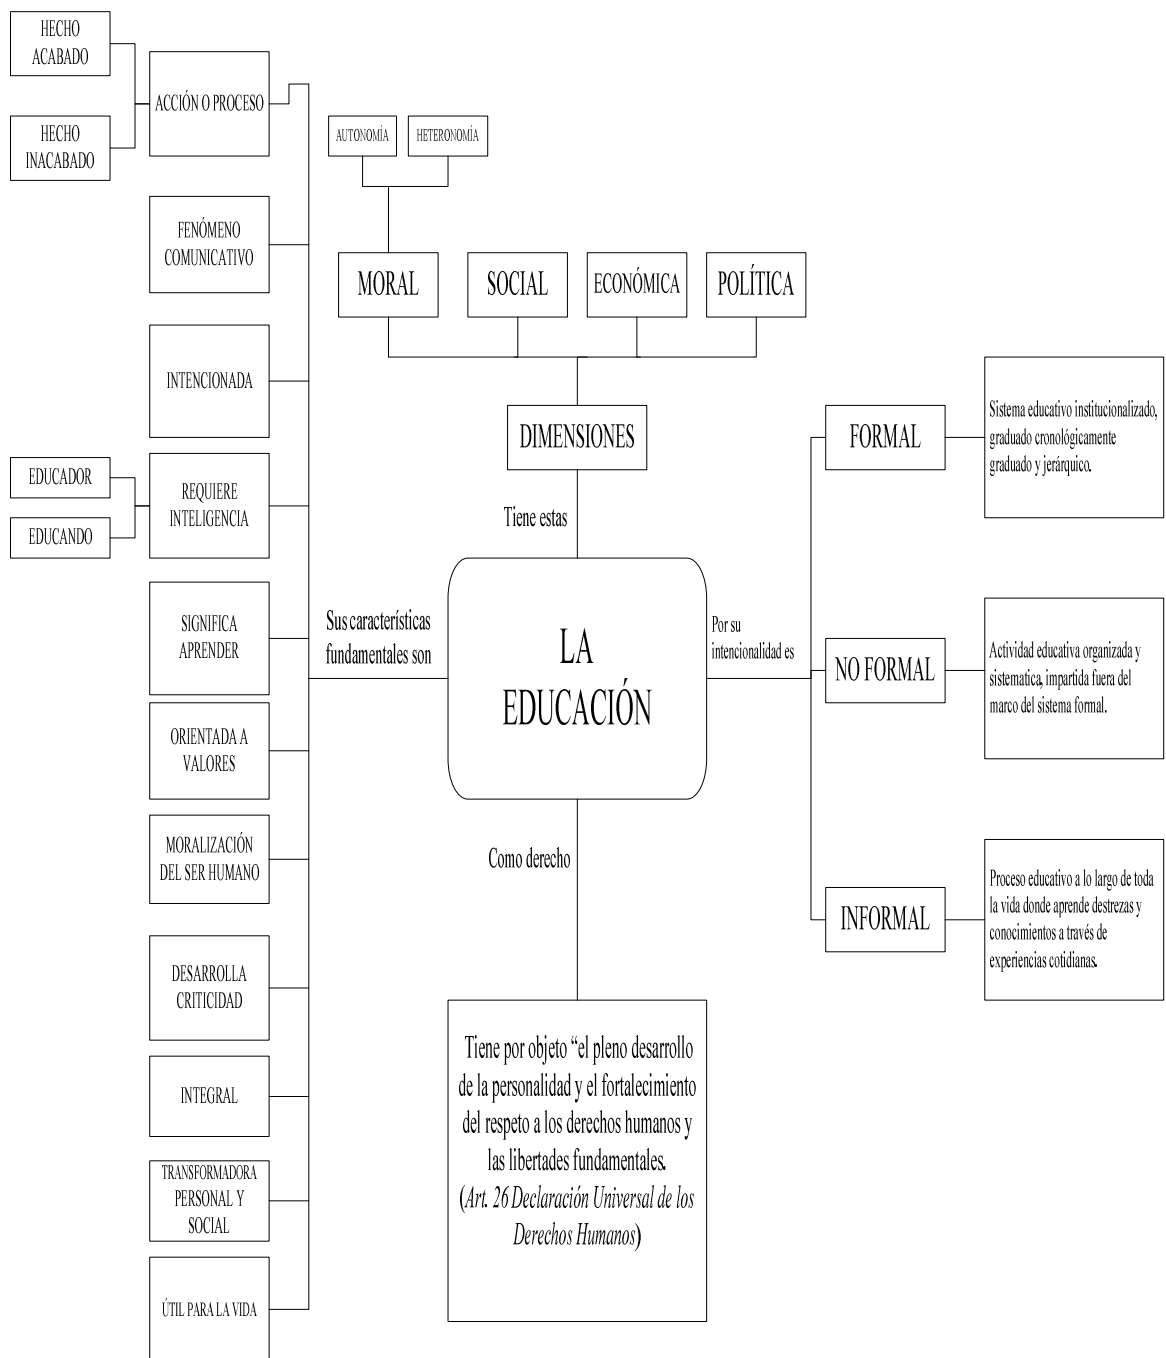 HECHO
ACABADO
HECHO
INACABADO
ACCIÓN O PROCESO
FENÓMENO
COMUNICATIVO
INTENCIONADA
EDUCADOR
EDUCANDO
REQUIERE
INTELIGENCIA
SIGNIFICA
APRENDER
ORIENTADA A
VALORES
MORALIZACIÓN
DEL SER HUMANO
DESARROLLA
CRITICIDAD
INTEGRAL
TRANSFORMADORA
PERSONAL Y
SOCIAL
ÚTIL PARA LA VIDA
Sus características
fundamentales son
AUTONOMÍA
HETERONOMÍA
MORAL
SOCIAL
ECONÓMICA
POLÍTICA
DIMENSIONES
Tiene estas
LA
EDUCACIÓN
Como derecho
Tiene por objeto “el pleno desarrollo
de la personalidad y el fortalecimiento
del respeto a los derechos humanos y
las libertades fundamentales.
(Art. 26 Declaración Universal de los
Derechos Humanos)
Por su
intencionalidad es
FORMAL
Sistema educativo institucionalizado,
graduado cronológicamente
graduado y jerárquico.
NO FORMAL
Actividad educativa organizada y
sistematica, impartida fuera del
marco del sistema formal.
INFORMAL
Proceso educativo a lo largo de toda
la vida donde aprende destrezas y
conocimientos a través de
experiencias cotidianas.